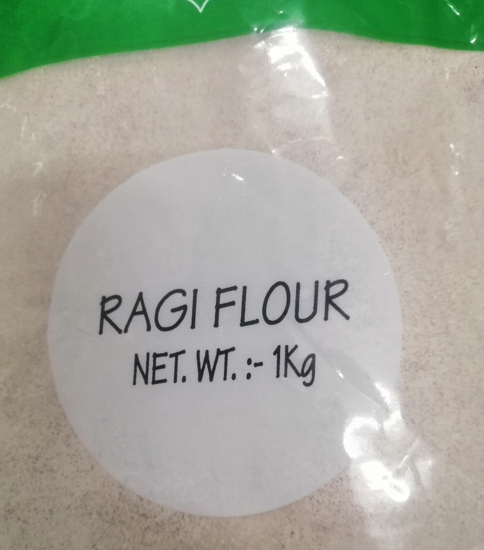 RAGI FLOUR
NET. WT. :- 1Kg